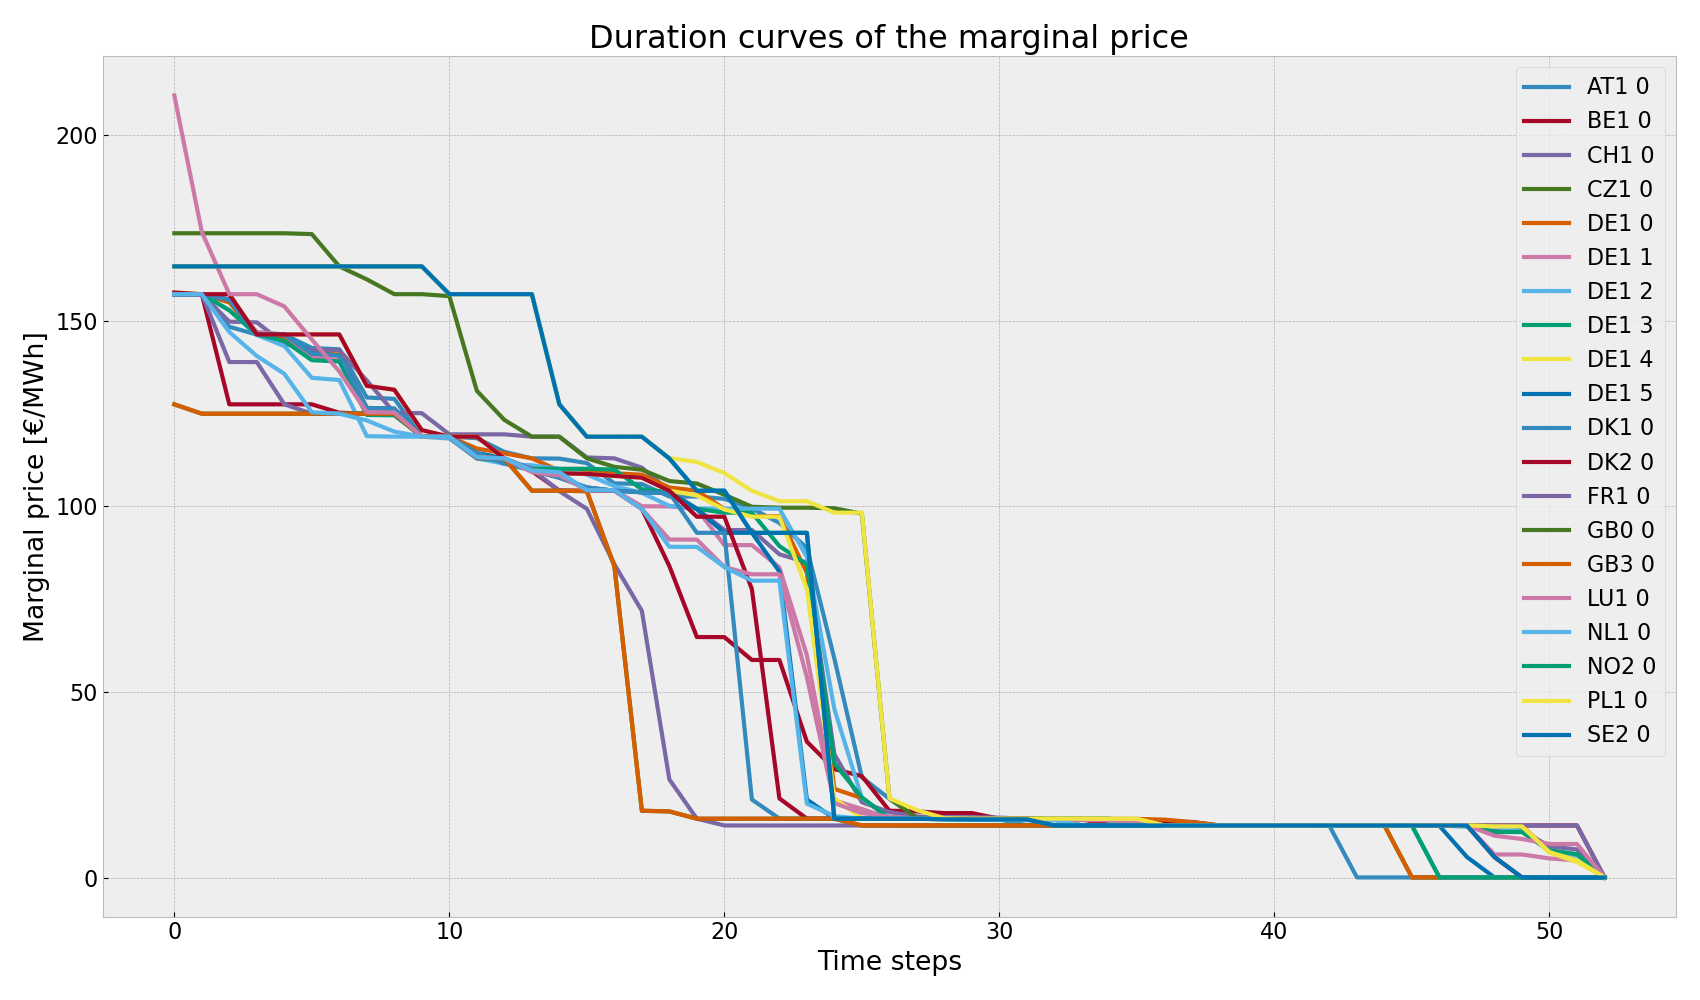 Duration curves of the marginal price
Marginal price [€/MWh]
200
150
100
50
0
0 10 20 30 40 50
Time steps
AT1 0
BE1 0
CH1 0
CZ1 0
DE1 0
DE1 1
DE1 2
DE1 3
DE1 4
DE1 5
DK1 0
DK2 0
FR1 0
GB0 0
GB3 0
LU1 0
NL1 0
NO2 0
PL1 0
SE2 0